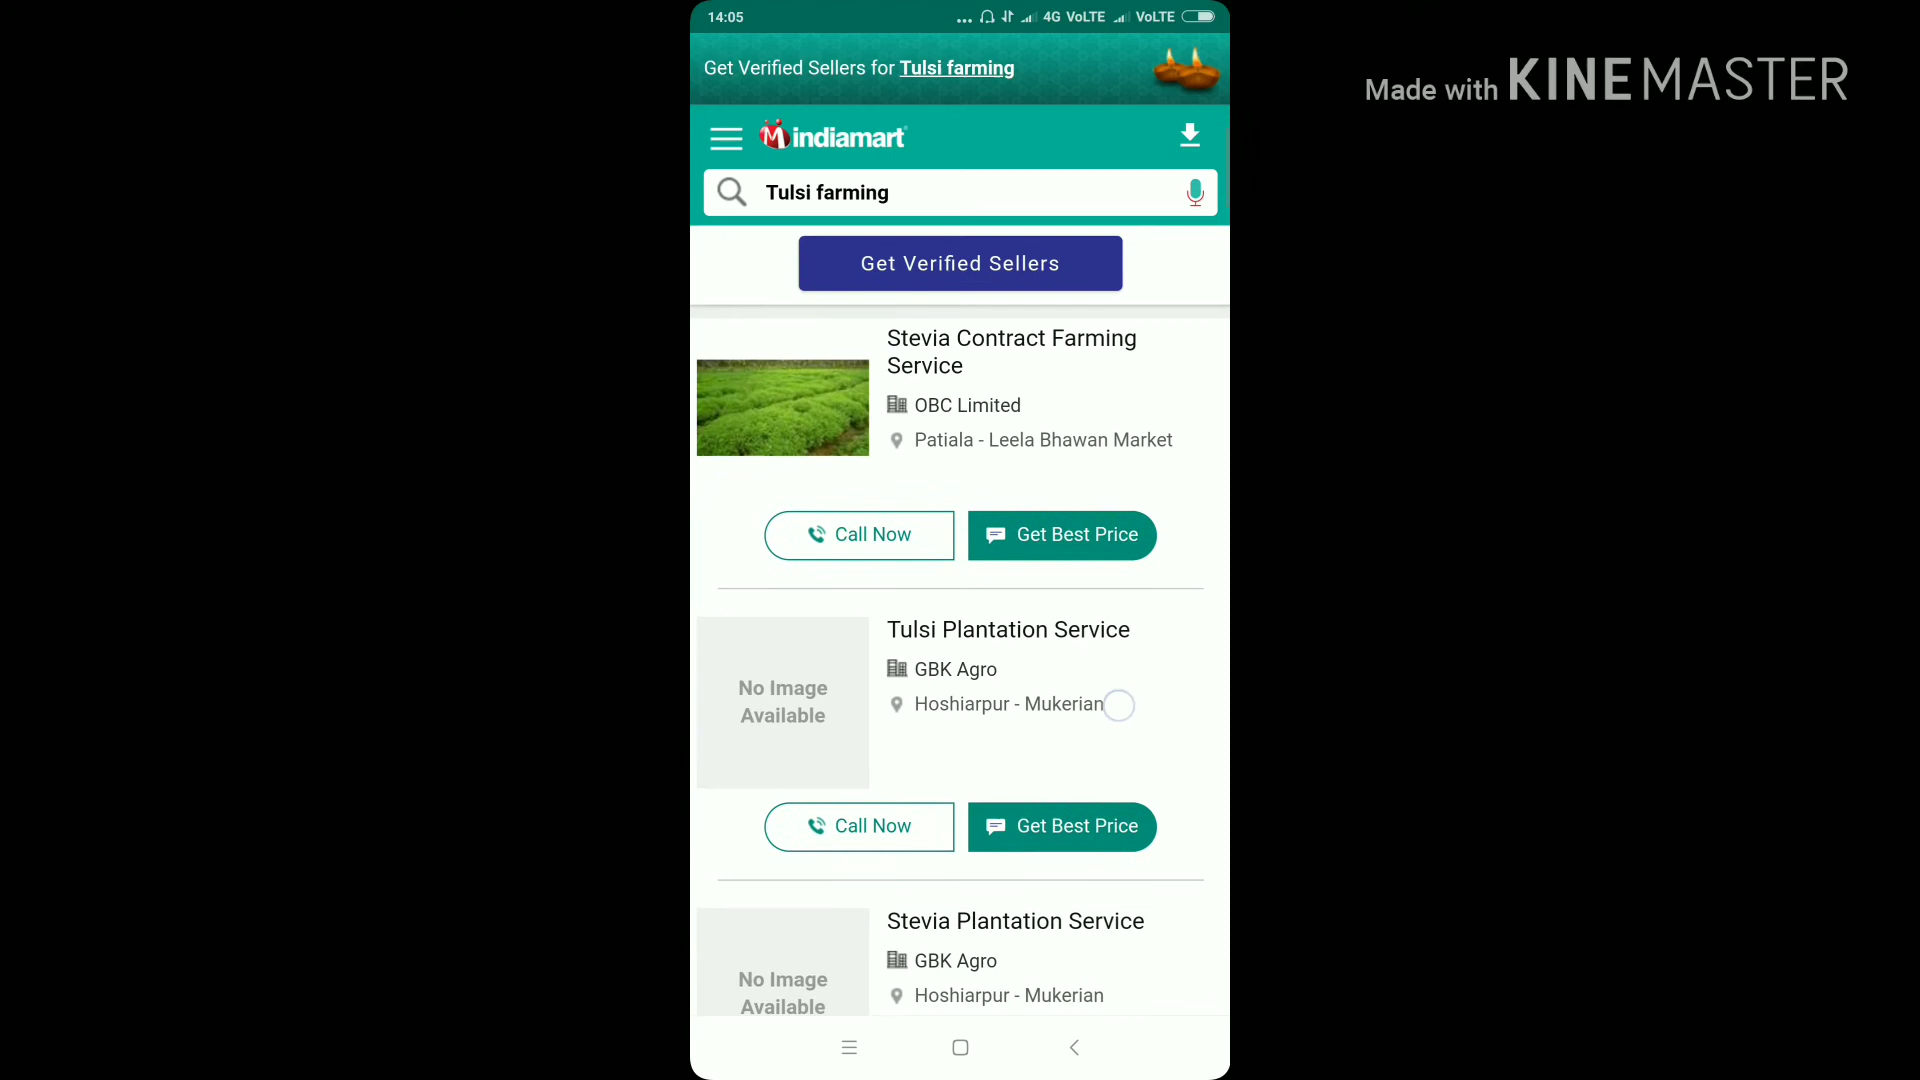 14:05
... 4G VoLTE VoLTE
Made with KINEMASTER
Get Verified Sellers for Tulsi farming
indiamart
Tulsi farming
Get Verified Sellers
Stevia Contract Farming
Service
OBC Limited
Patiala - Leela Bhawan Market
Call Now
Get Best Price
Tulsi Plantation Service
GBK Agro
Hoshiarpur - Mukerian
No Image
Available
Call Now
Get Best Price
Stevia Plantation Service
GBK Agro
Hoshiarpur - Mukerian
No Image
Available